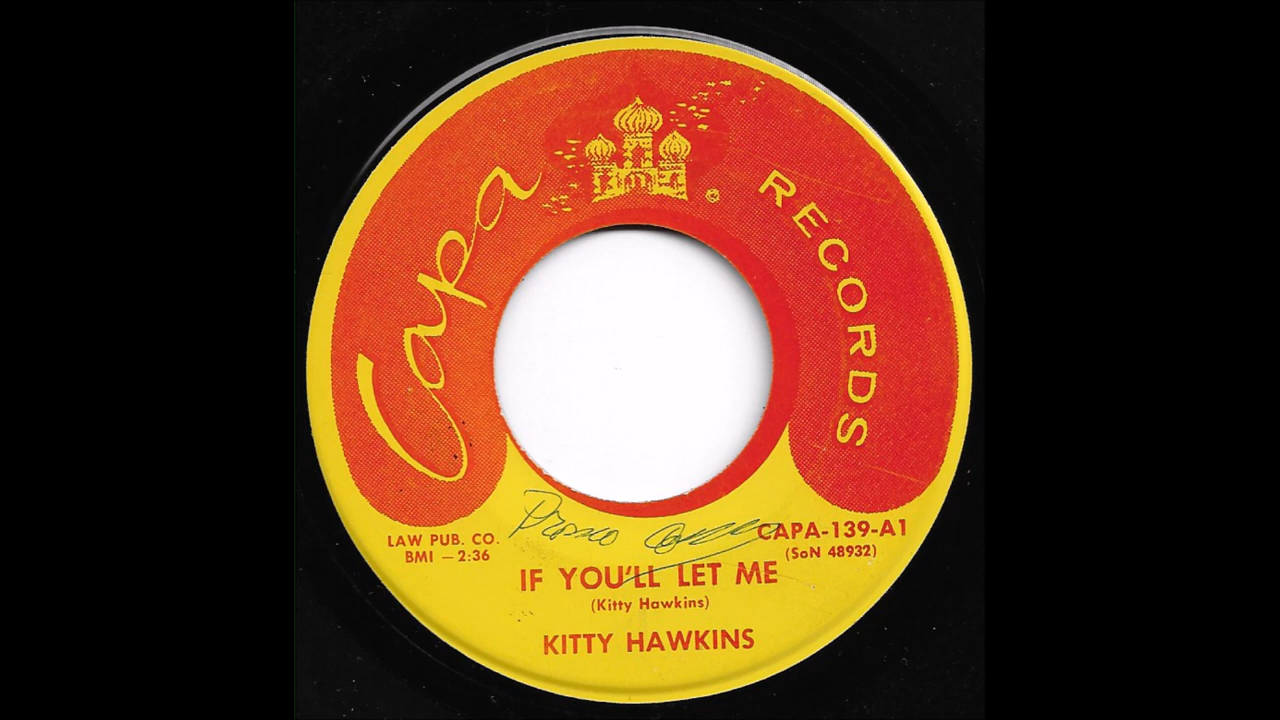 Capa
©
RECORDS
LAW PUB. CO.
BMI — 2:36
CAPA-139-A1
(SoN 48932)
IF YOU'LL LET ME
(Kitty Hawkins)
KITTY HAWKINS